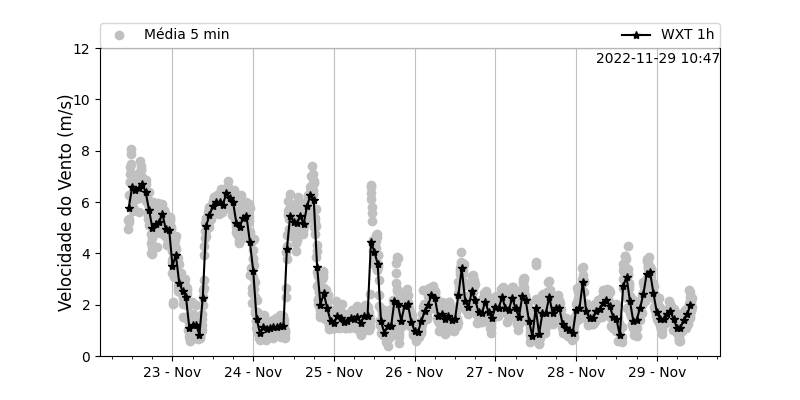 Média 5 min
WXT 1h
2022-11-29 10:47
Velocidade do Vento (m/s)
12
10
8
6
4
2
0
23 - Nov
24 - Nov
25 - Nov
26 - Nov
27 - Nov
28 - Nov
29 - Nov